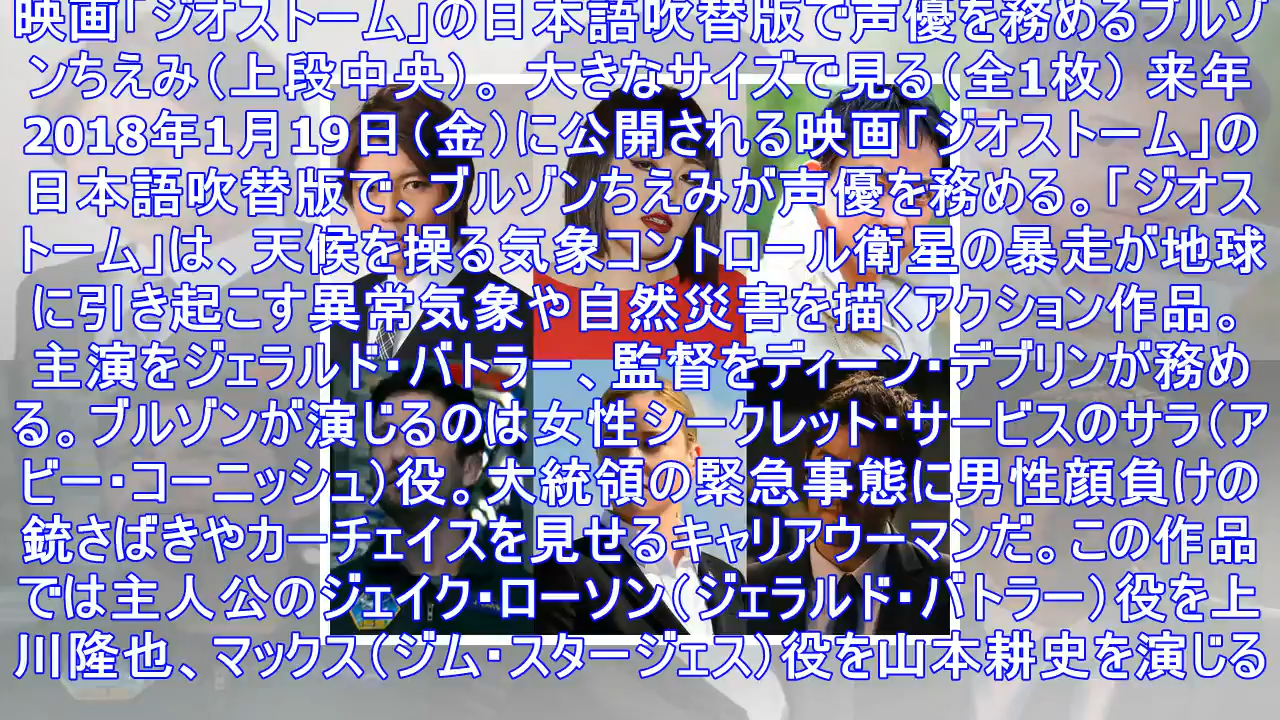 映画「ジオストーム」の日本語吹替版で声優を務めるブルゾ
ンちえみ（上段中央）。 大きなサイズで見る（全1枚） 来年
2018年1月19日（金）に公開される映画「ジオストーム」の
日本語吹替版で、ブルゾンちえみが声優を務める。「ジオス
トーム」は、天候を操る気象コントロール衛星の暴走が地球
に引き起こす異常気象や自然災害を描くアクション作品。
主演をジェラルド・バトラー、監督をディーン・デブリンが務め
る。ブルゾンが演じるのは女性シークレット・サービスのサラ（ア
ビー・コーニッシュ）役。大統領の緊急事態に男性顔負けの
銃さばきやカーチェイスを見せるキャリアウーマンだ。この作品
では主人公のジェイク・ローソン（ジェラルド・バトラー）役を上
川隆也、マックス（ジム・スタージェス）役を山本耕史を演じる